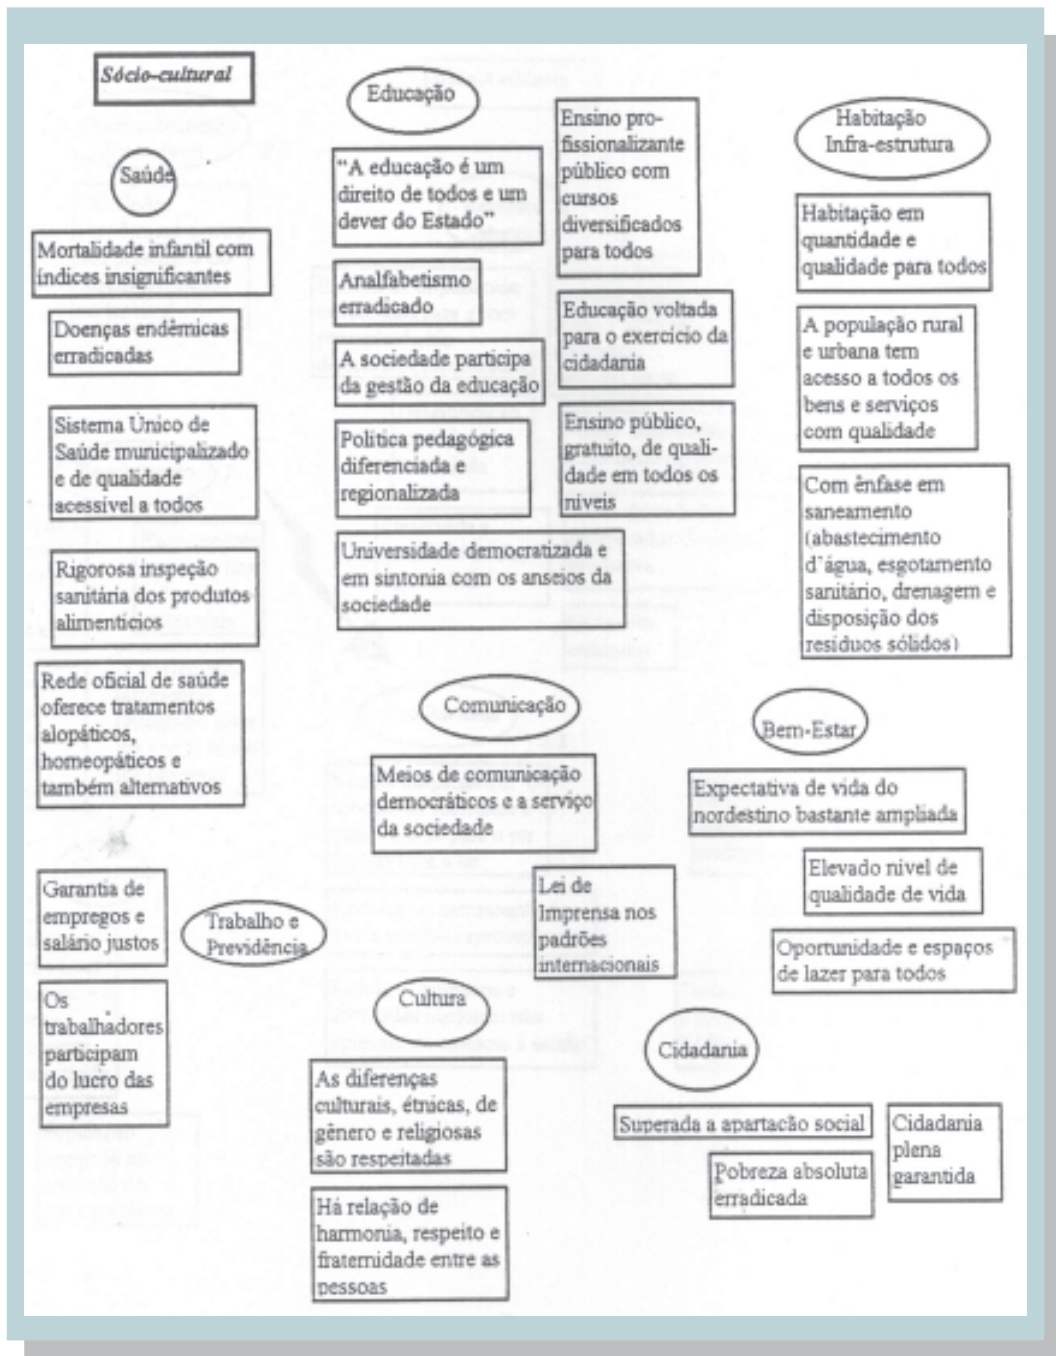 Sócio-cultural
Saúde
Mortalidade infantil com
índices insignificantes
Doenças endêmicas
erradicadas
Sistema Único de
Saúde municipalizado
e de qualidade
acessível a todos
Rigorosa inspeção
sanitária dos produtos
alimentícios
Rede oficial de saúde
oferece tratamentos
alopáticos,
homeopáticos e
também alternativos
Educação
“A educação é um
direito de todos e um
dever do Estado”
Analfabetismo
erradicado
A sociedade participa
da gestão da educação
Política pedagógica
diferenciada e
regionalizada
Universidade democratizada e
em sintonia com os anseios da
sociedade
Ensino pro-
fissionalizante
público com
cursos
diversificados
para todos
Educação voltada
para o exercício da
cidadania
Ensino público,
gratuito, de quali-
dade em todos os
níveis
Habitação
Infra-estrutura
Habitação em
quantidade e
qualidade para todos
A população rural
e urbana tem
acesso a todos os
bens e serviços
com qualidade
Com ênfase em
saneamento
(abastecimento
d’água, esgotamento
sanitário, drenagem e
disposição dos
resíduos sólidos)
Comunicação
Meios de comunicação
democráticos e a serviço
da sociedade
Lei de
Imprensa nos
padrões
internacionais
Bem-Estar
Expectativa de vida do
nordestino bastante ampliada
Elevado nível de
qualidade de vida
Oportunidade e espaços
de lazer para todos
Trabalho e
Previdência
Garantia de
empregos e
salário justos
Os
trabalhadores
participam
do lucro das
empresas
Cultura
As diferenças
culturais, étnicas, de
gênero e religiosas
são respeitadas
Há relação de
harmonia, respeito e
fraternidade entre as
pessoas
Cidadania
Superada a apartacão social
Pobreza absoluta
erradicada
Cidadania
plena
garantida